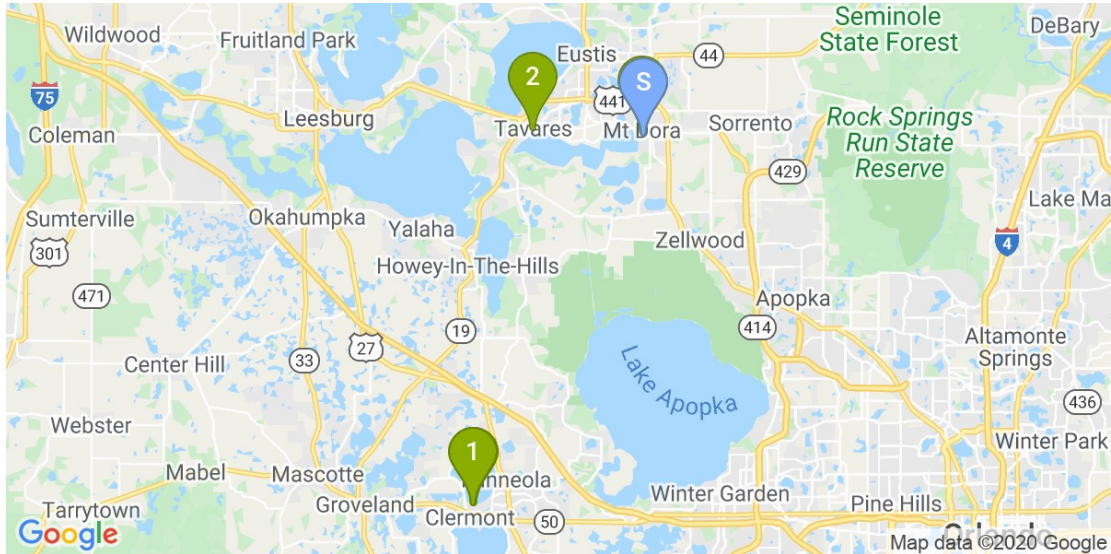 Wildwood
Fruitland Park
Eustis
Seminole
State Forest
DeBary
44
75
2
S
441
Coleman
Leesburg
Tavares
Mt Dora
Sorrento
Rock Springs
Run State
Reserve
429
Sumterville
Okahumpka
Yalaha
Zellwood
Lake Ma
301
Howey-In-The-Hills
4
471
Apopka
19
414
Altamonte
Springs
Center Hill
33
27
Lake Apopka
436
Webster
1
Winter Park
Mabel
Mascotte
nneola
Tarrytown
Groveland
Clermont
50
Winter Garden
Pine Hills
Orlando
Google
Map data ©2020 Google